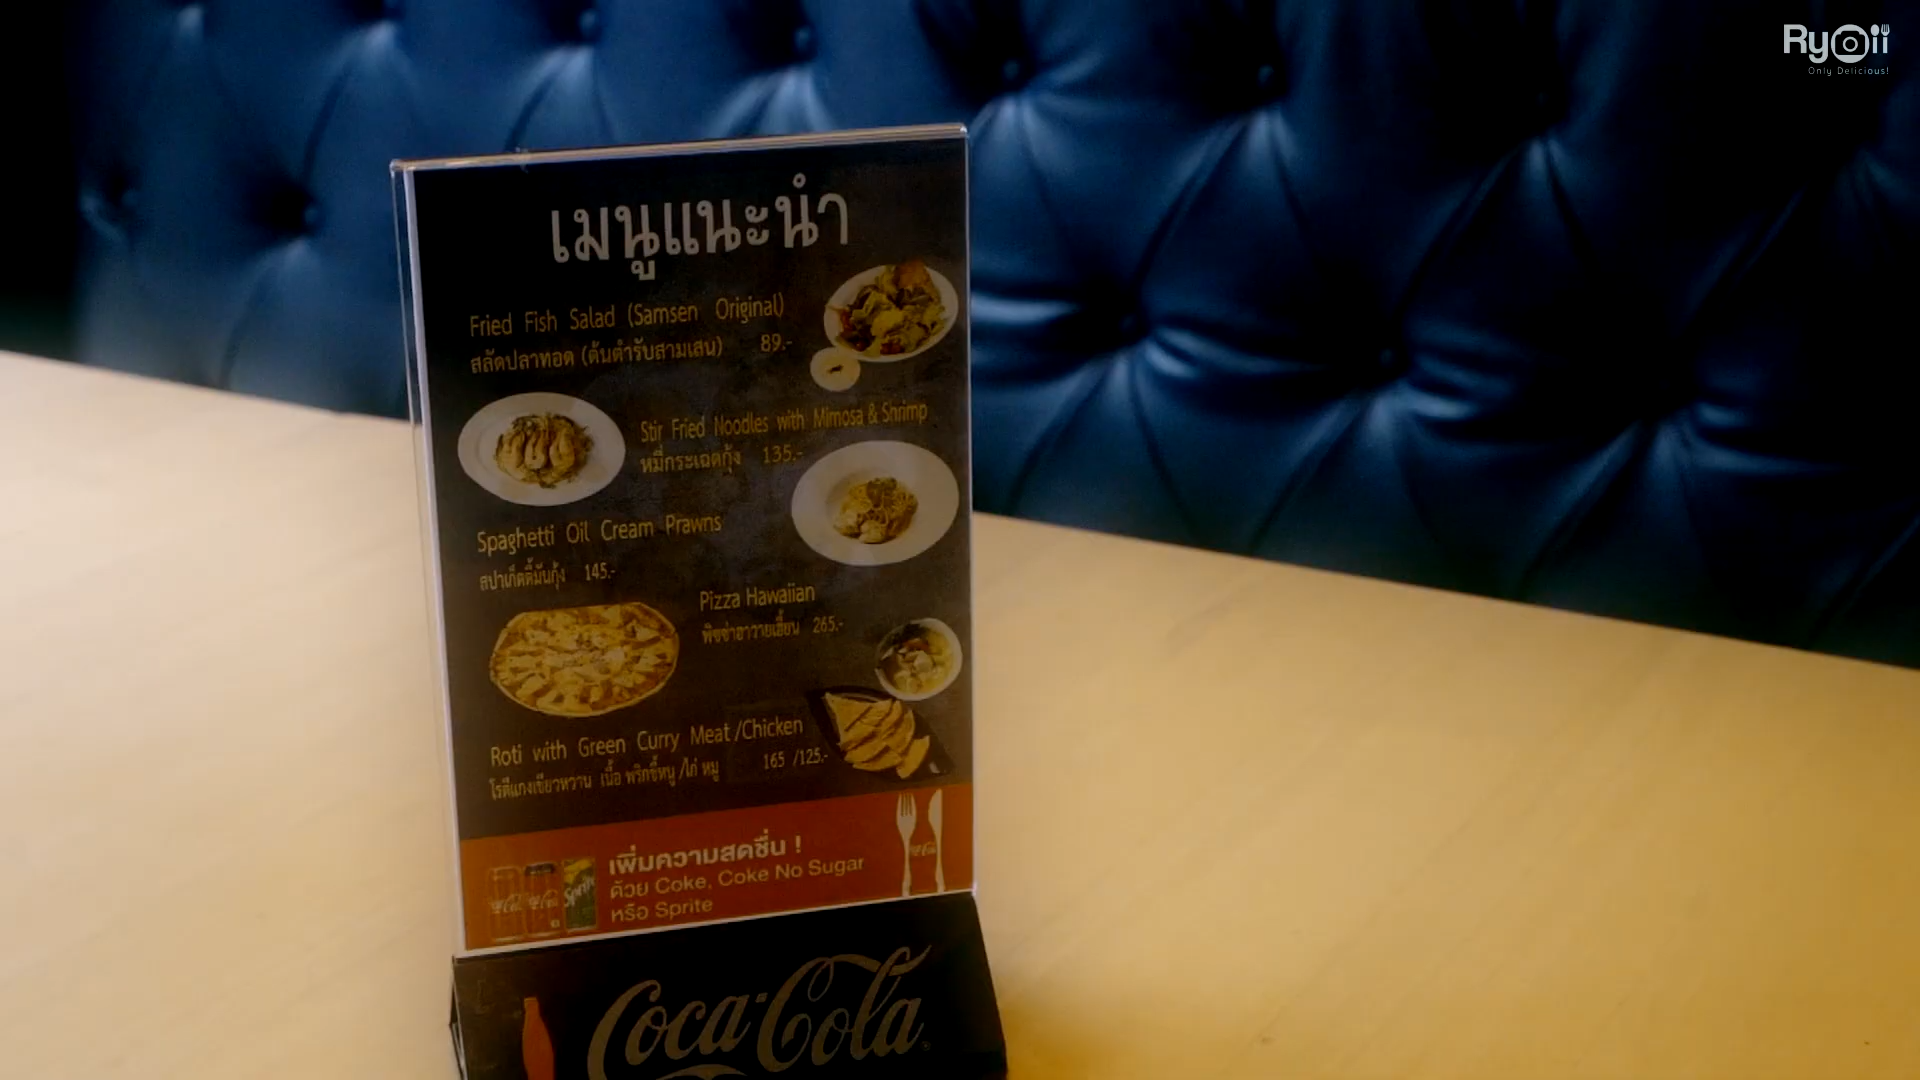 Ryoii
Only Delicious!
เมนูแนะนำ
Fried Fish Salad (Samsen Original)
สลัดปลาทอด (ต้นตำรับสามเสน) 89.-
Stir Fried Noodles with Mimosa & Shrimp
หมี่กระเฉดกุ้ง 135.-
Spaghetti Oil Cream Prawns
สปาเก็ตตี้มันกุ้ง 145.-
Pizza Hawaiian
พิซซ่าฮาวายเอี้ยน 265.-
Roti with Green Curry Meat /Chicken
โรตีแกงเขียวหวาน เนื้อ พริกขี้หนู /ไก่ หมู 165 /125.-
เพิ่มความสดชื่น !
ด้วย Coke, Coke No Sugar
หรือ Sprite
Sprite
Coca-Cola